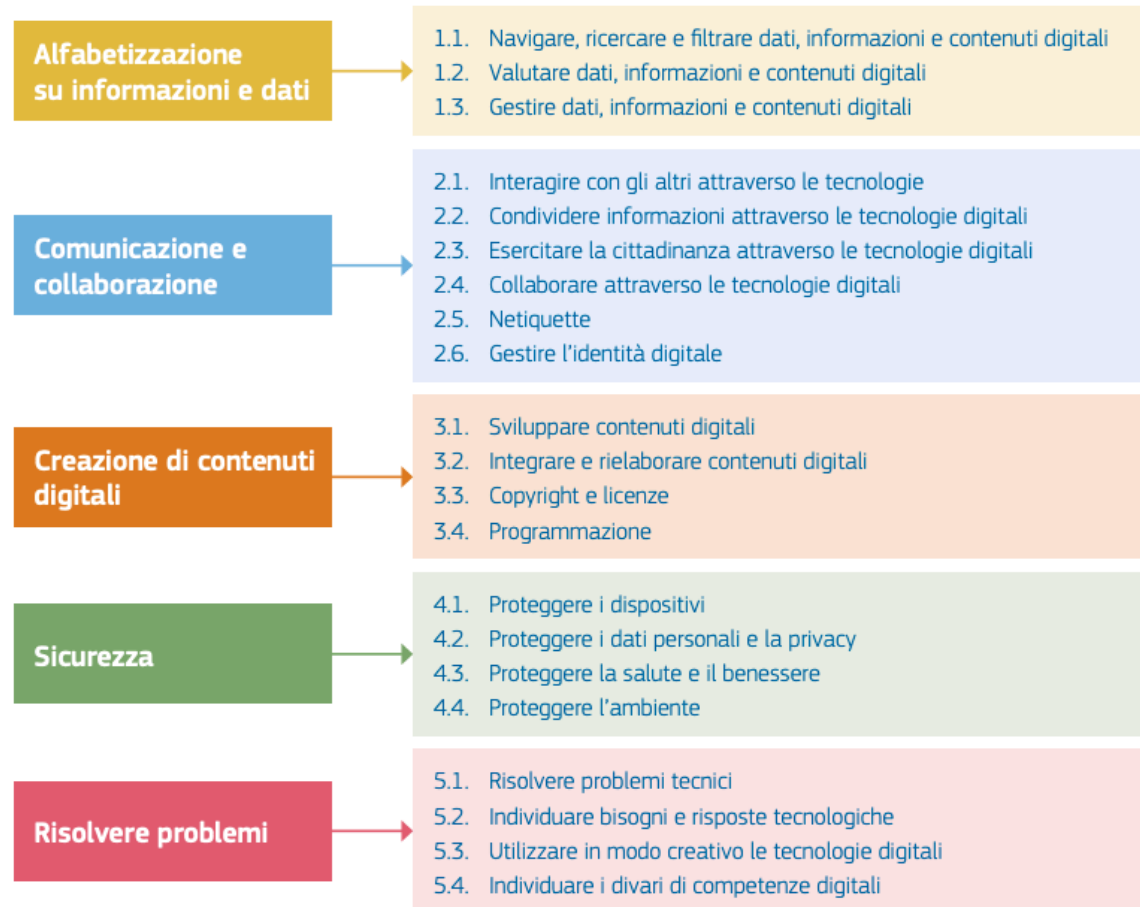 Alfabetizzazione
su informazioni e dati
1.1. Navigare, ricercare e filtrare dati, informazioni e contenuti digitali
1.2. Valutare dati, informazioni e contenuti digitali
1.3. Gestire dati, informazioni e contenuti digitali
Comunicazione e
collaborazione
2.1. Interagire con gli altri attraverso le tecnologie
2.2. Condividere informazioni attraverso le tecnologie digitali
2.3. Esercitare la cittadinanza attraverso le tecnologie digitali
2.4. Collaborare attraverso le tecnologie digitali
2.5. Netiquette
2.6. Gestire l'identità digitale
Creazione di contenuti
digitali
3.1. Sviluppare contenuti digitali
3.2. Integrare e rielaborare contenuti digitali
3.3. Copyright e licenze
3.4. Programmazione
Sicurezza
4.1. Proteggere i dispositivi
4.2. Proteggere i dati personali e la privacy
4.3. Proteggere la salute e il benessere
4.4. Proteggere l'ambiente
Risolvere problemi
5.1. Risolvere problemi tecnici
5.2. Individuare bisogni e risposte tecnologiche
5.3. Utilizzare in modo creativo le tecnologie digitali
5.4. Individuare i divari di competenze digitali